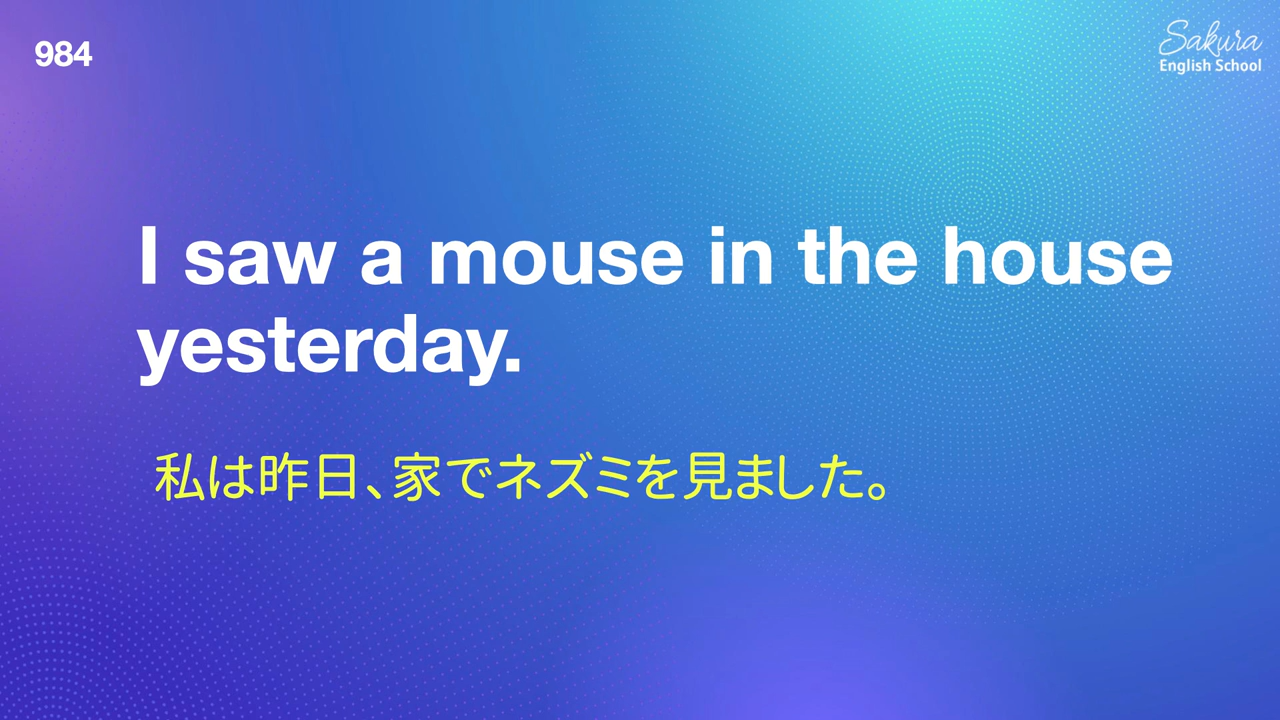 984
Sakura
English School
I saw a mouse in the house
yesterday.
私は昨日、家でネズミを見ました。